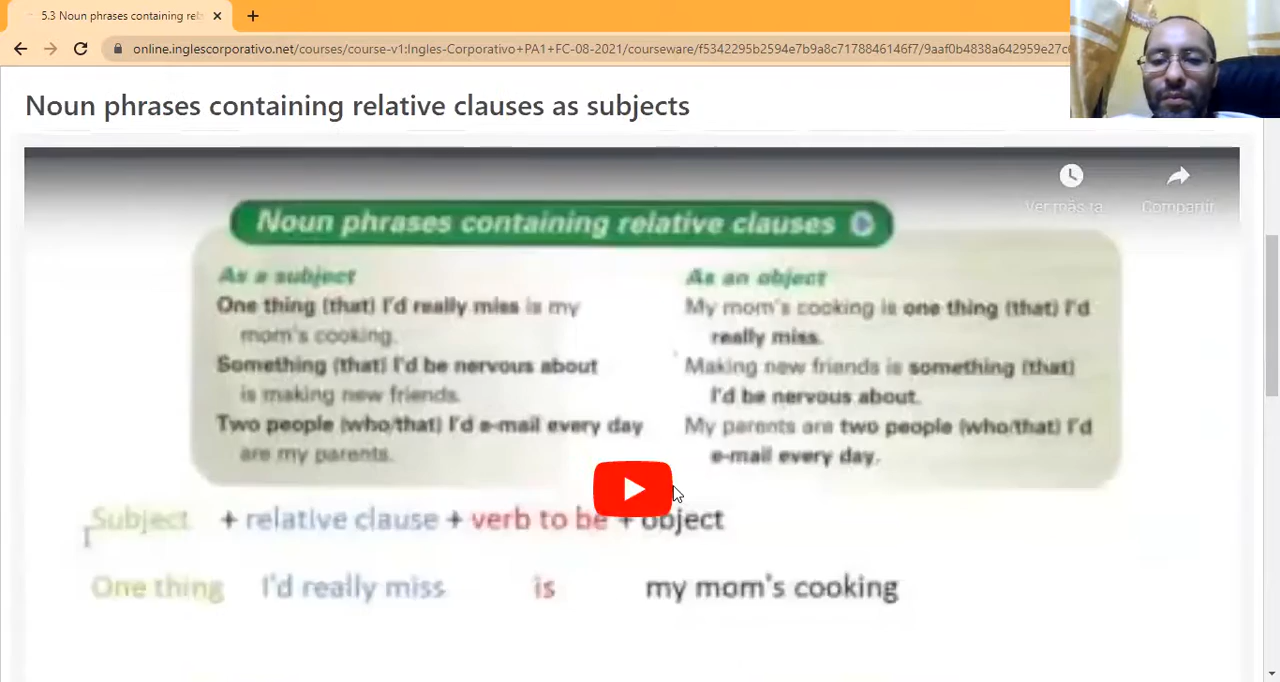 5.3 Noun phrases containing rel
online.inglescorporativo.net/courses/course-v1:Ingles-Corporativo+PA1+FC-08-2021/courseware/f5342295b2594e7b9a8c7178846146f7/9aaf0b4838a642959e27c
Noun phrases containing relative clauses as subjects
Ver más ta Compartir
Noun phrases containing relative clauses
As a subject
One thing (that) I'd really miss is my
mom's cooking.
Something (that) I'd be nervous about
is making new friends.
Two people (who/that) I'd e-mail every day
are my parents.
As an object
My mom's cooking is one thing (that) I'd
really miss.
Making new friends is something (that)
I'd be nervous about.
My parents are two people (who/that) I'd
e-mail every day.
Subject + relative clause + verb to be + object
One thing I'd really miss is my mom's cooking